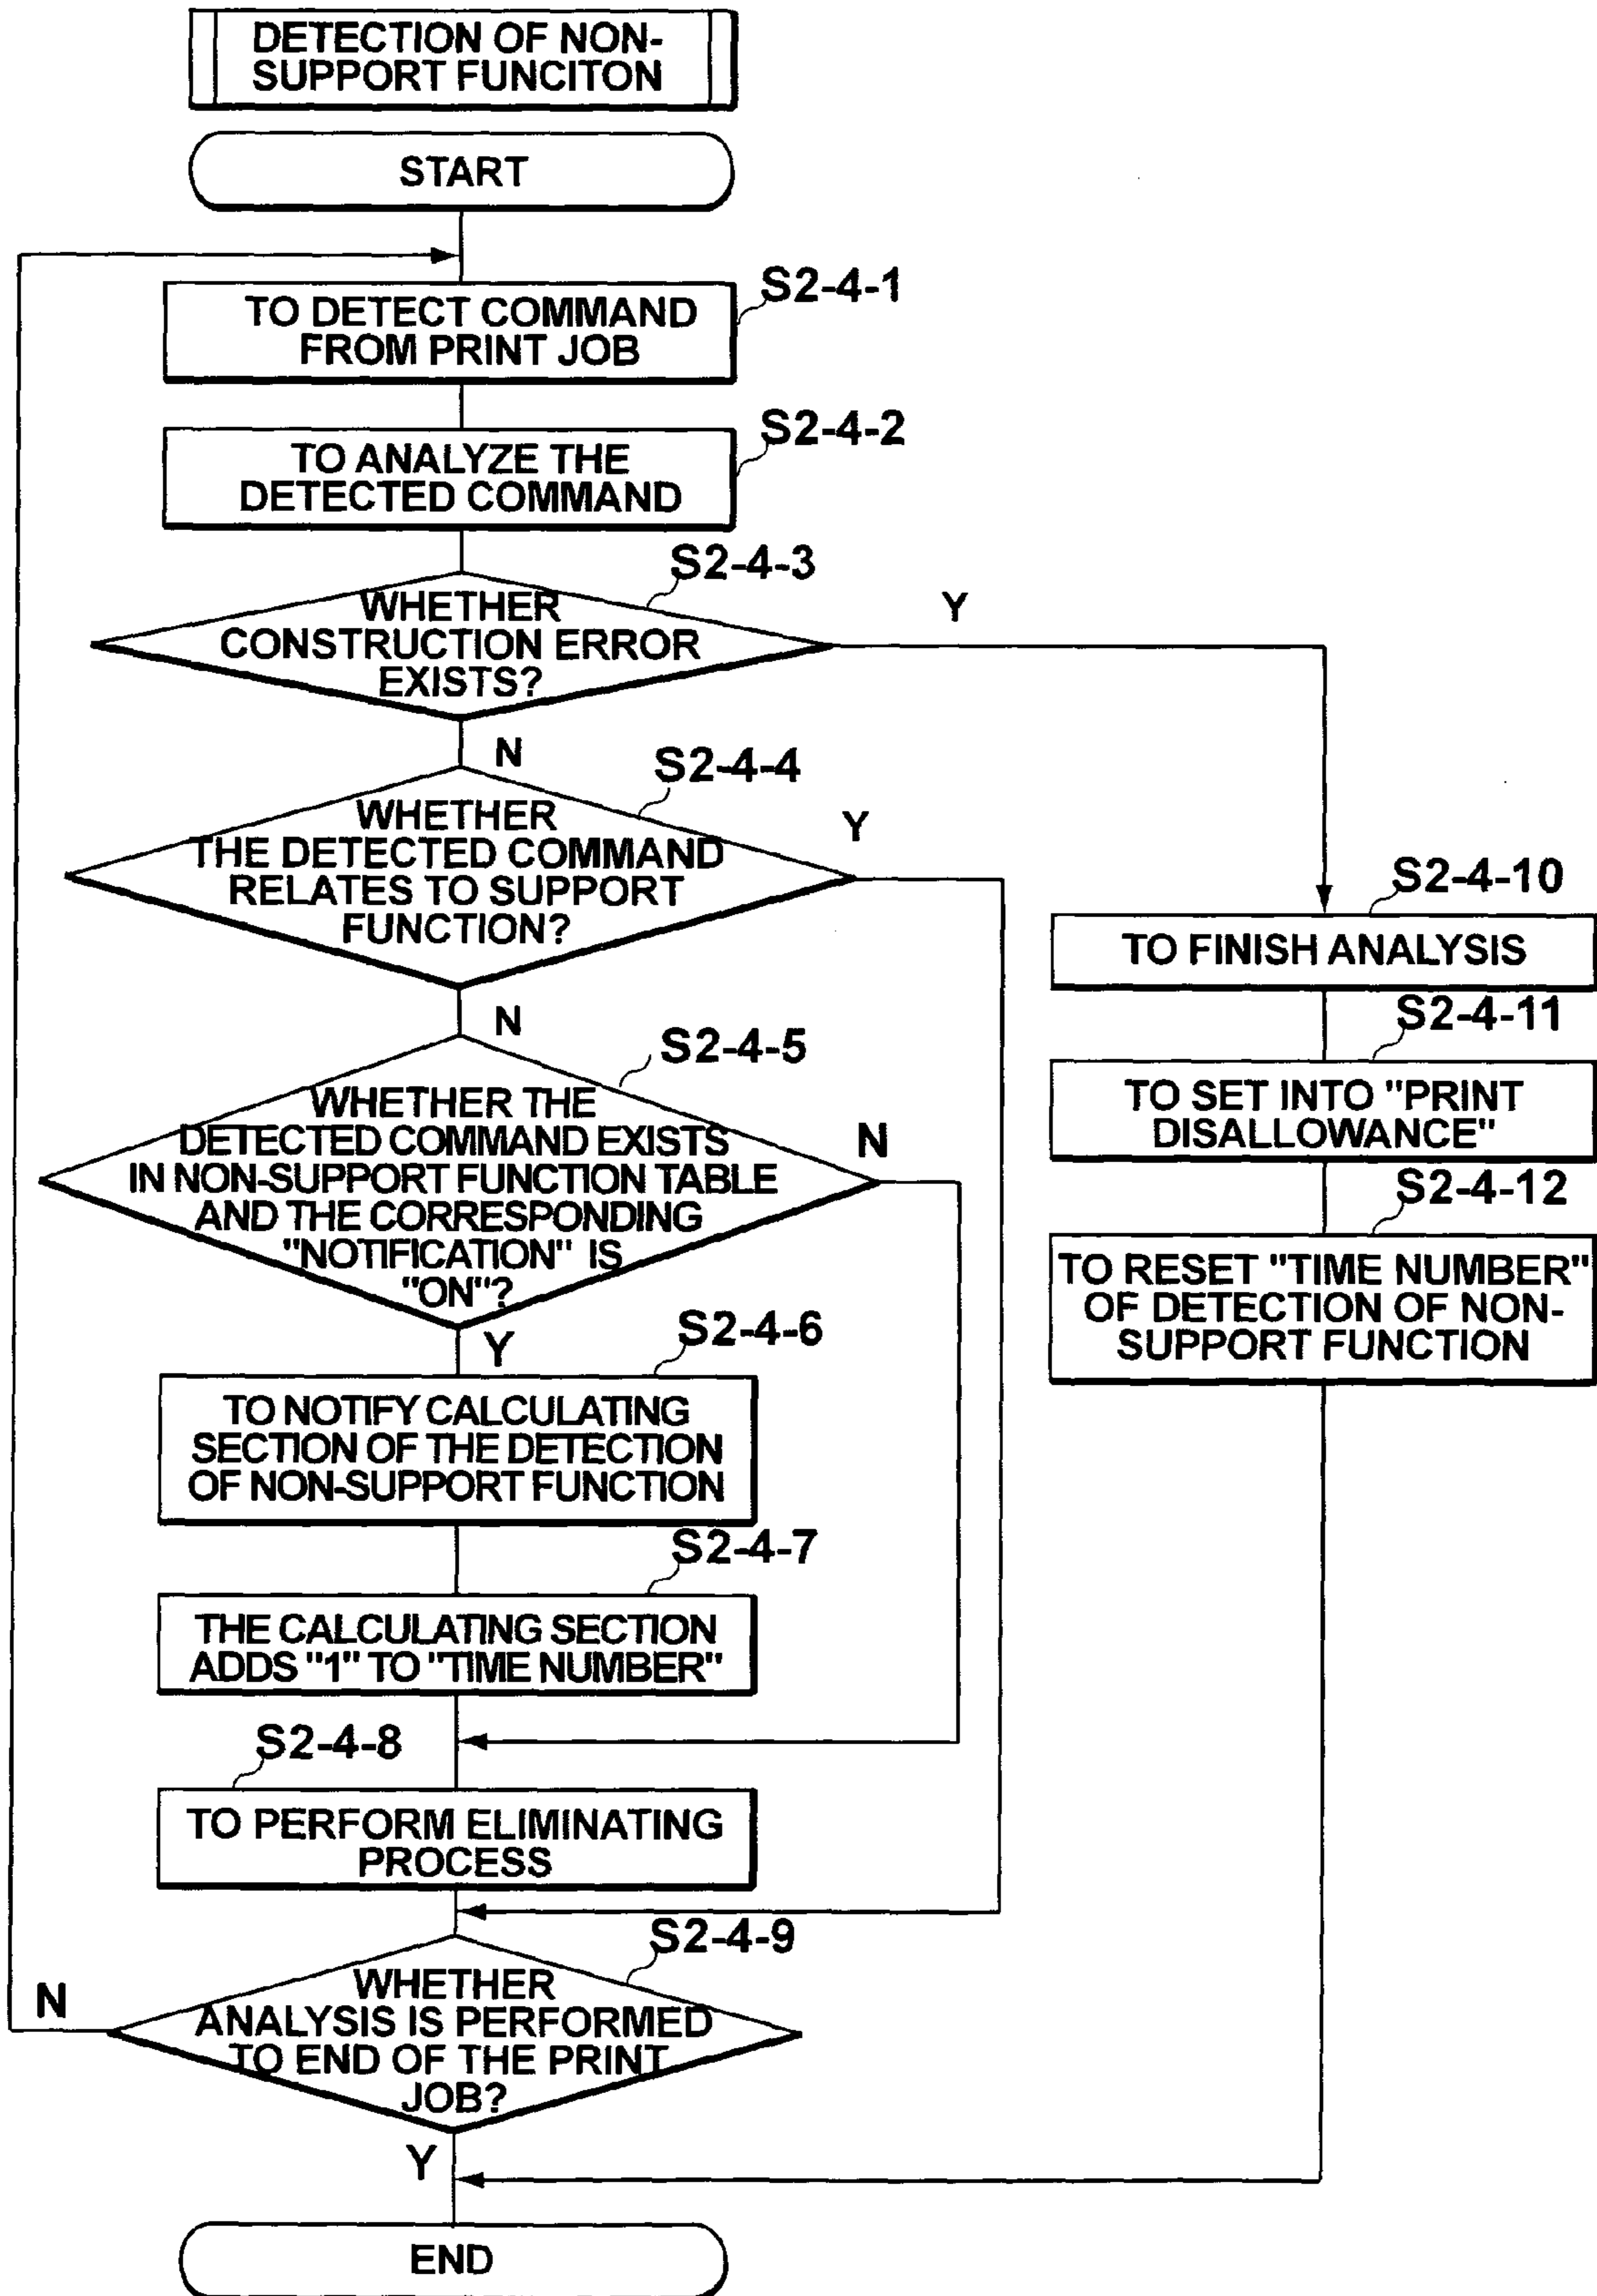 DETECTION OF NON-
SUPPORT FUNCITON
START
S2-4-1
TO DETECT COMMAND
FROM PRINT JOB
S2-4-2
TO ANALYZE THE
DETECTED COMMAND
S2-4-3
WHETHER
CONSTRUCTION ERROR
EXISTS?
Y
N
S2-4-4
WHETHER
THE DETECTED COMMAND
RELATES TO SUPPORT
FUNCTION?
Y
N
S2-4-5
WHETHER THE
DETECTED COMMAND EXISTS
IN NON-SUPPORT FUNCTION TABLE
AND THE CORRESPONDING
"NOTIFICATION" IS
"ON"?
N
Y
S2-4-6
TO NOTIFY CALCULATING
SECTION OF THE DETECTION
OF NON-SUPPORT FUNCTION
S2-4-7
THE CALCULATING SECTION
ADDS "1" TO "TIME NUMBER"
S2-4-8
TO PERFORM ELIMINATING
PROCESS
S2-4-9
WHETHER
ANALYSIS IS PERFORMED
TO END OF THE PRINT
JOB?
N
Y
S2-4-10
TO FINISH ANALYSIS
S2-4-11
TO SET INTO "PRINT
DISALLOWANCE"
S2-4-12
TO RESET "TIME NUMBER"
OF DETECTION OF NON-
SUPPORT FUNCTION
END